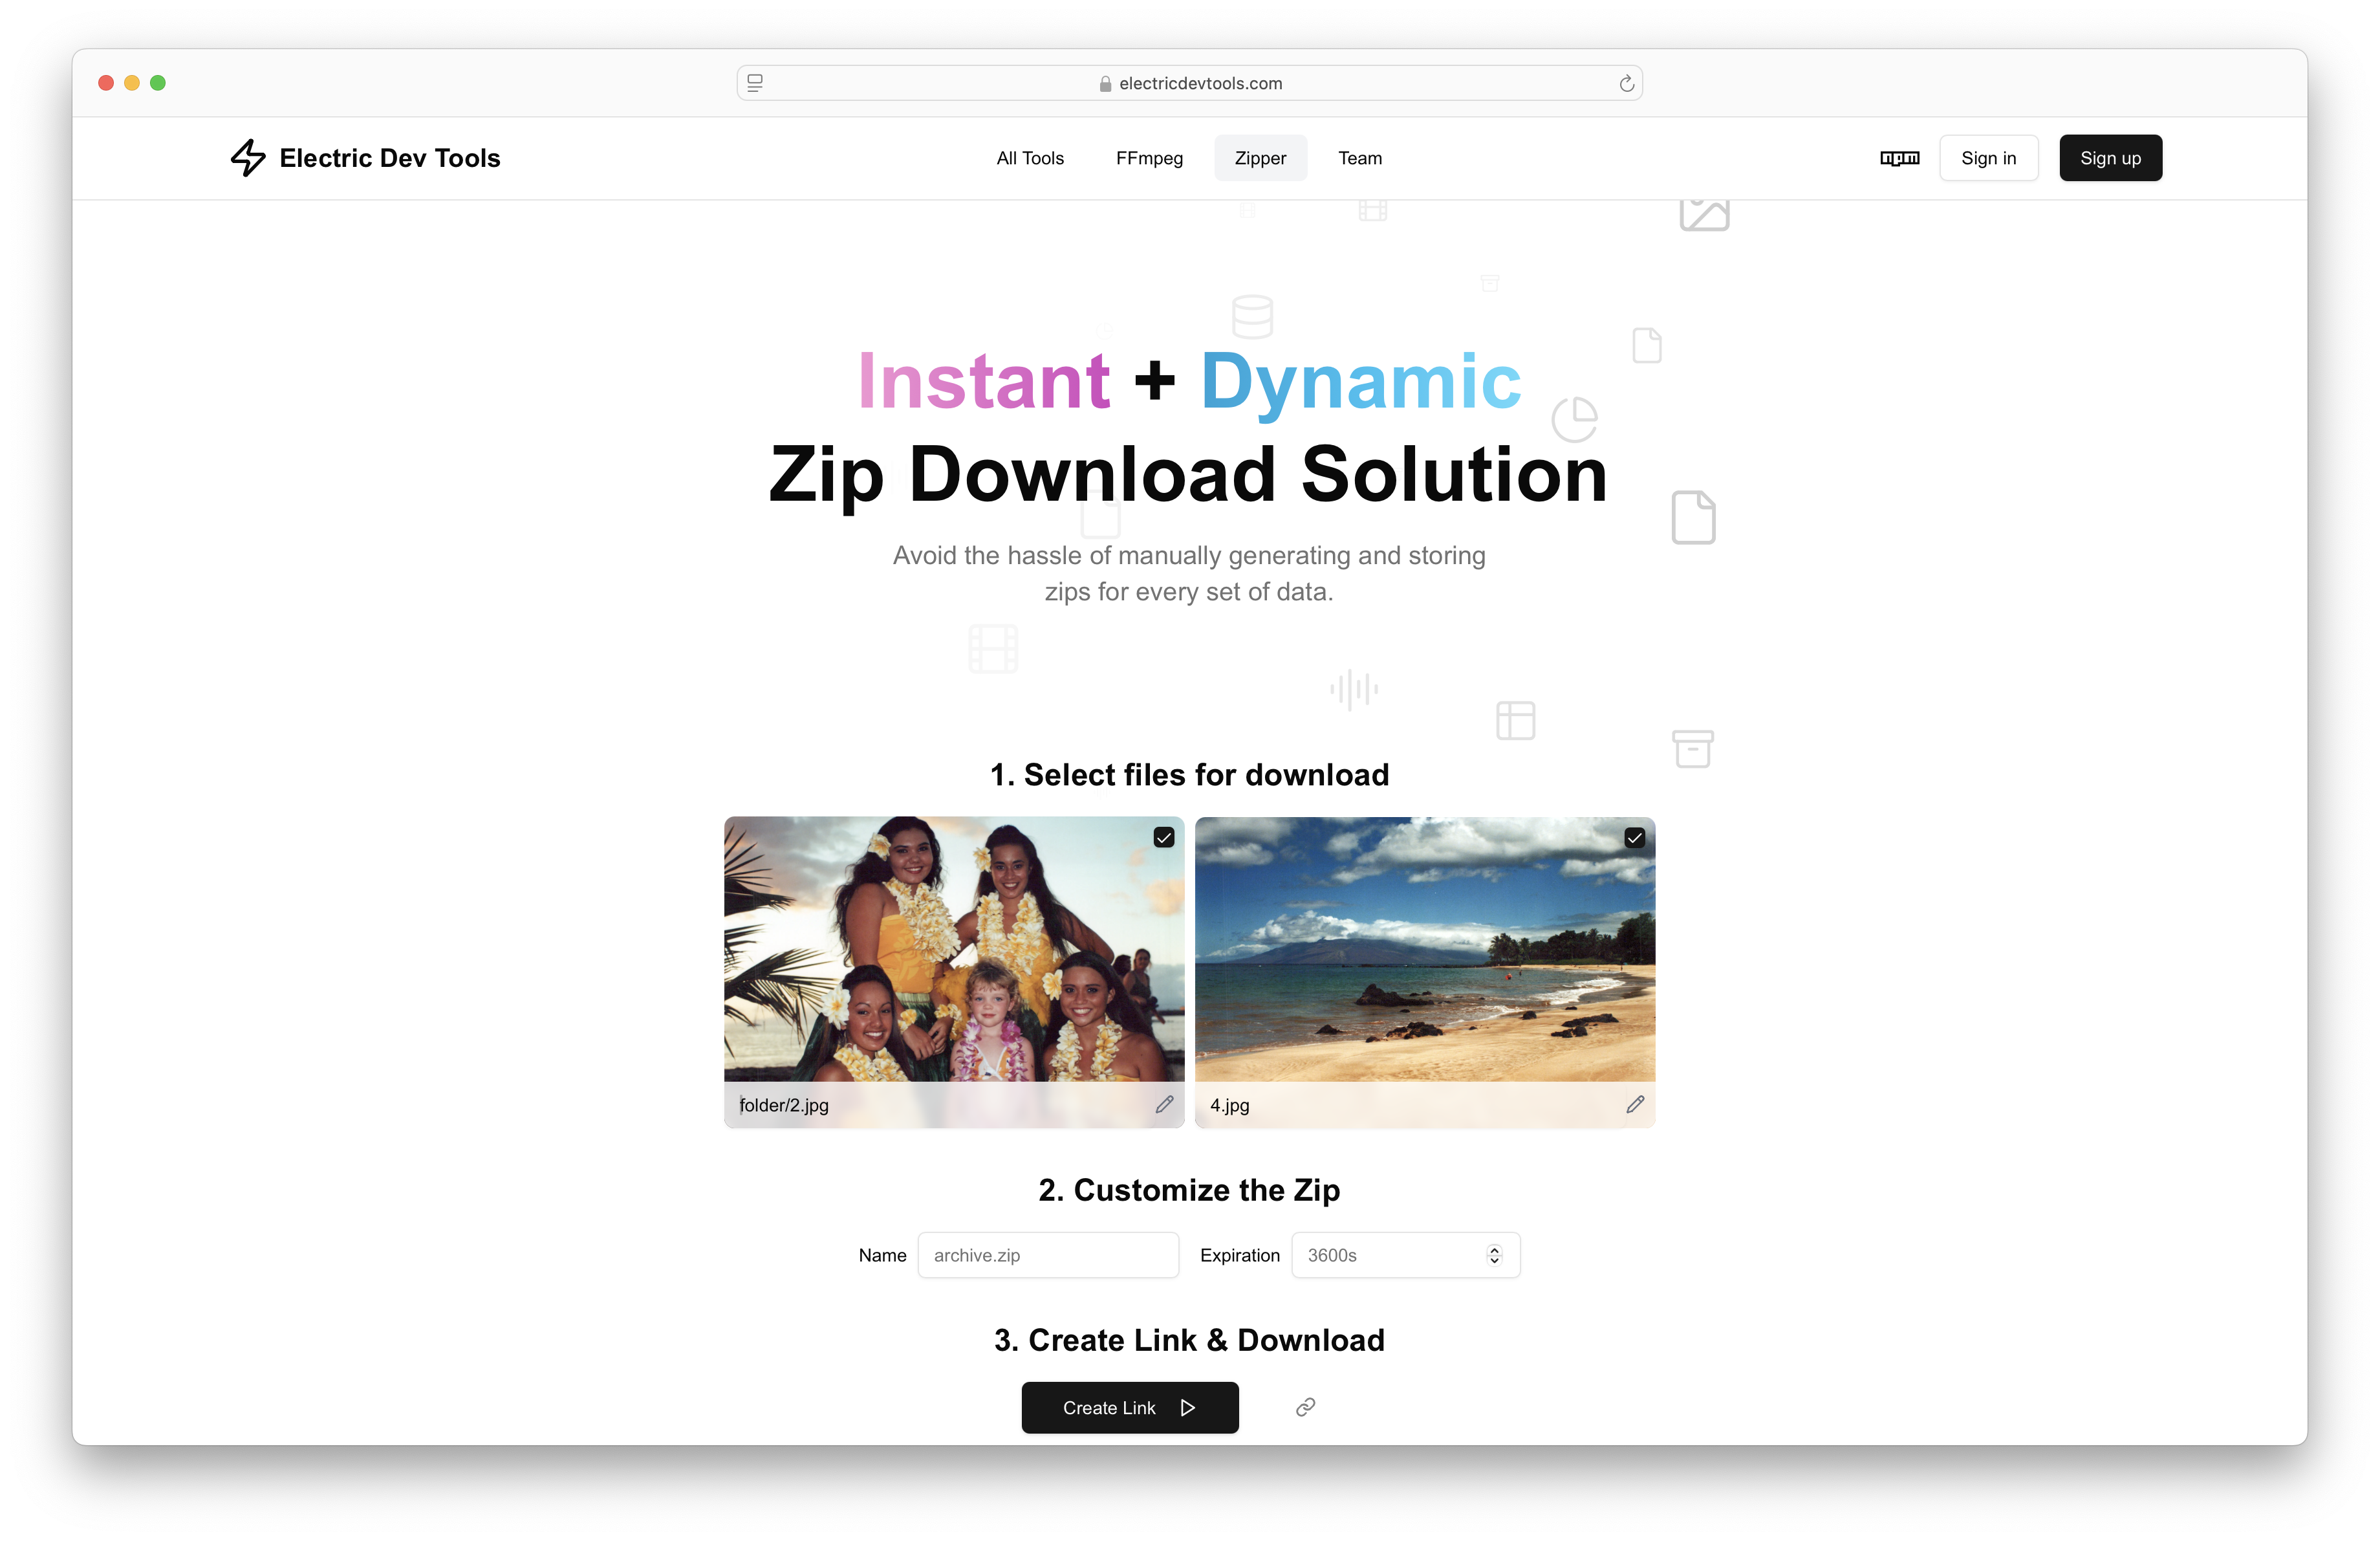 electricdevtools.com
Electric Dev Tools
All Tools
FFmpeg
Zipper
Team
npm
Sign in
Sign up
Instant + Dynamic
Zip Download Solution
Avoid the hassle of manually generating and storing
zips for every set of data.
1. Select files for download
folder/2.jpg
4.jpg
2. Customize the Zip
Name
archive.zip
Expiration
3600s
3. Create Link & Download
Create Link